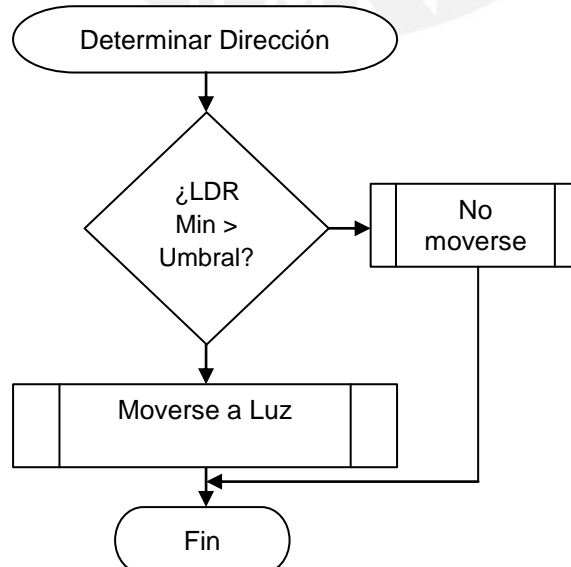 Determinar Dirección
¿LDR
Min >
Umbral?
No
moverse
Moverse a Luz
Fin